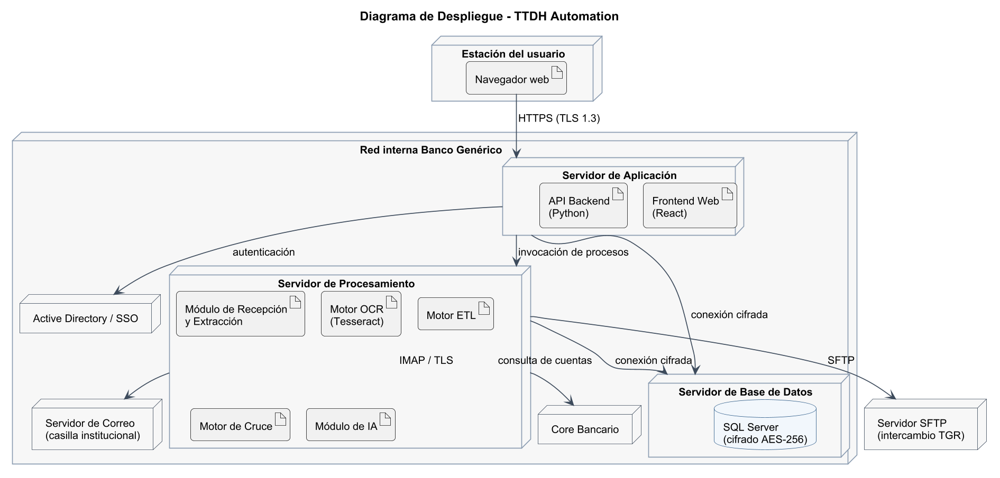 Diagrama de Despliegue - TTDH Automation
Estación del usuario
Navegador web
HTTPS (TLS 1.3)
Red interna Banco Genérico
Servidor de Aplicación
API Backend
(Python)
Frontend Web
(React)
autenticación
invocación de procesos
Servidor de Procesamiento
Módulo de Recepción
y Extracción
Motor OCR
(Tesseract)
Motor ETL
Active Directory / SSO
conexión cifrada
IMAP / TLS
consulta de cuentas
conexión cifrada
SFTP
Servidor de Correo
(casilla institucional)
Motor de Cruce
Módulo de IA
Core Bancario
Servidor de Base de Datos
SQL Server
(cifrado AES-256)
Servidor SFTP
(intercambio TGR)